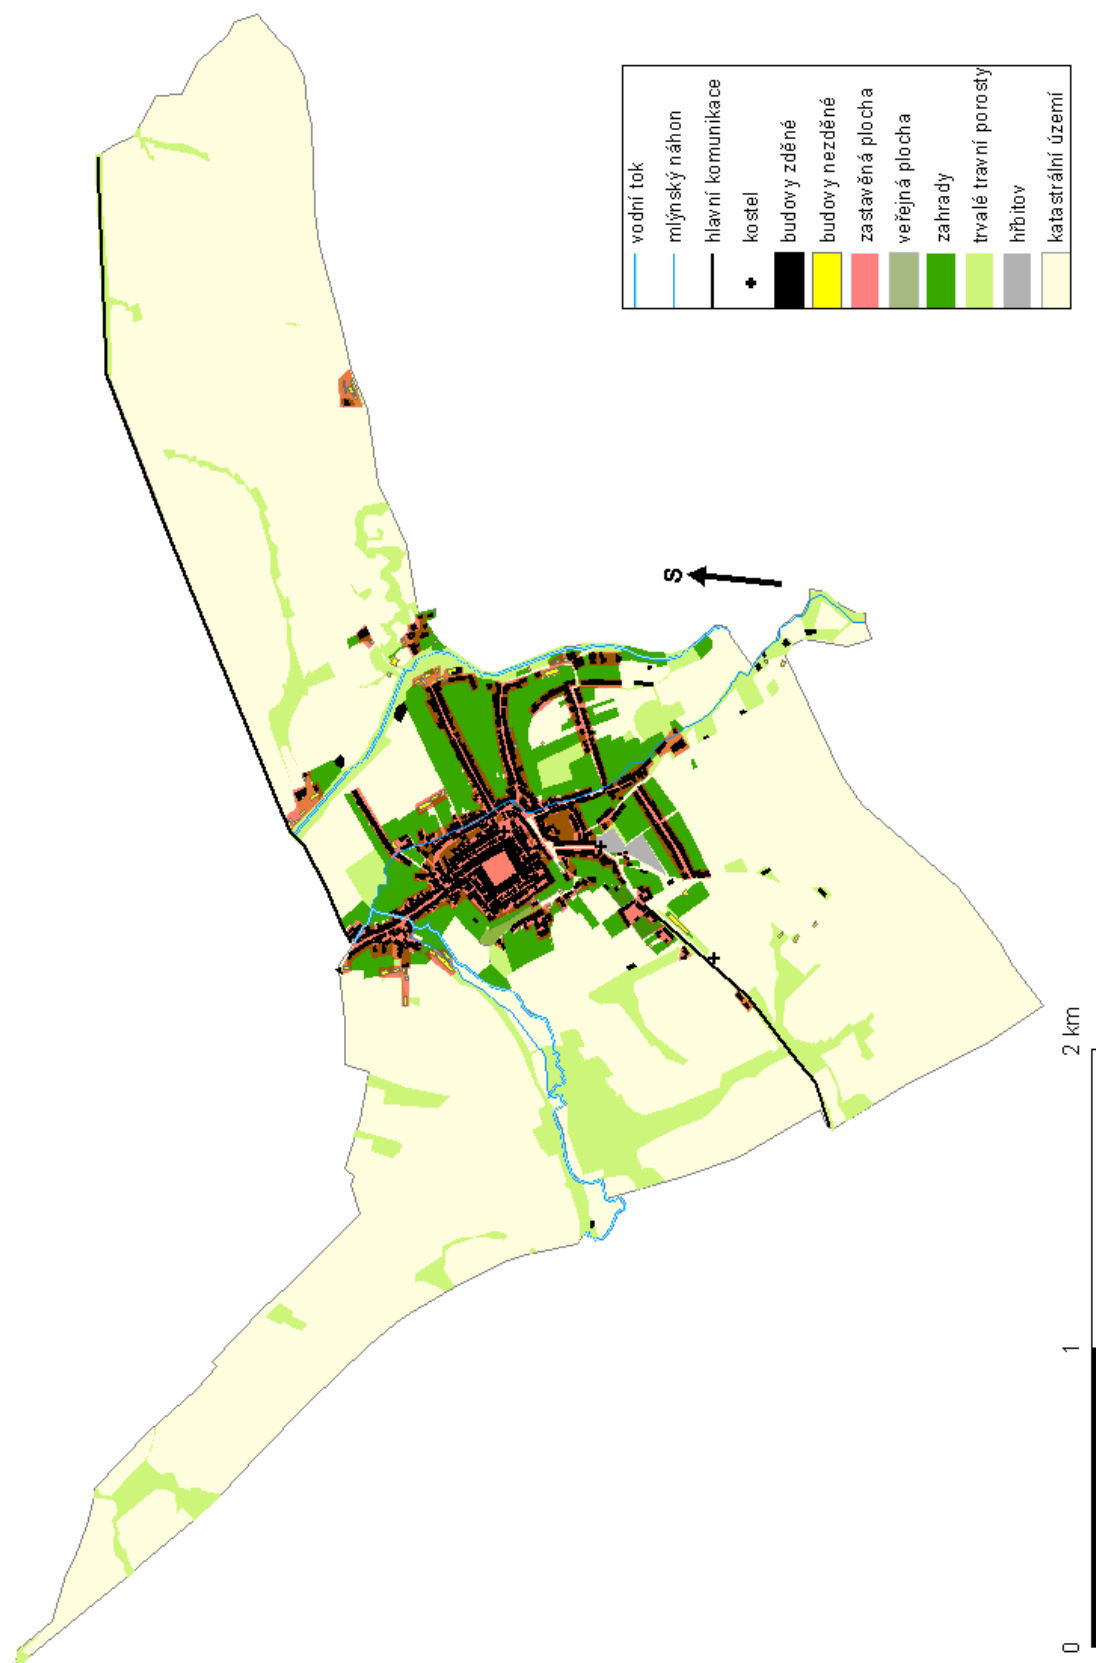 vodní tok
mlýnský náhon
hlavní komunikace
kostel
budovy zděné
budovy nezděné
zastavěná plocha
veřejná plocha
zahrady
trvalé travní porosty
hřbitov
katastrální území
S
0 1 2 km